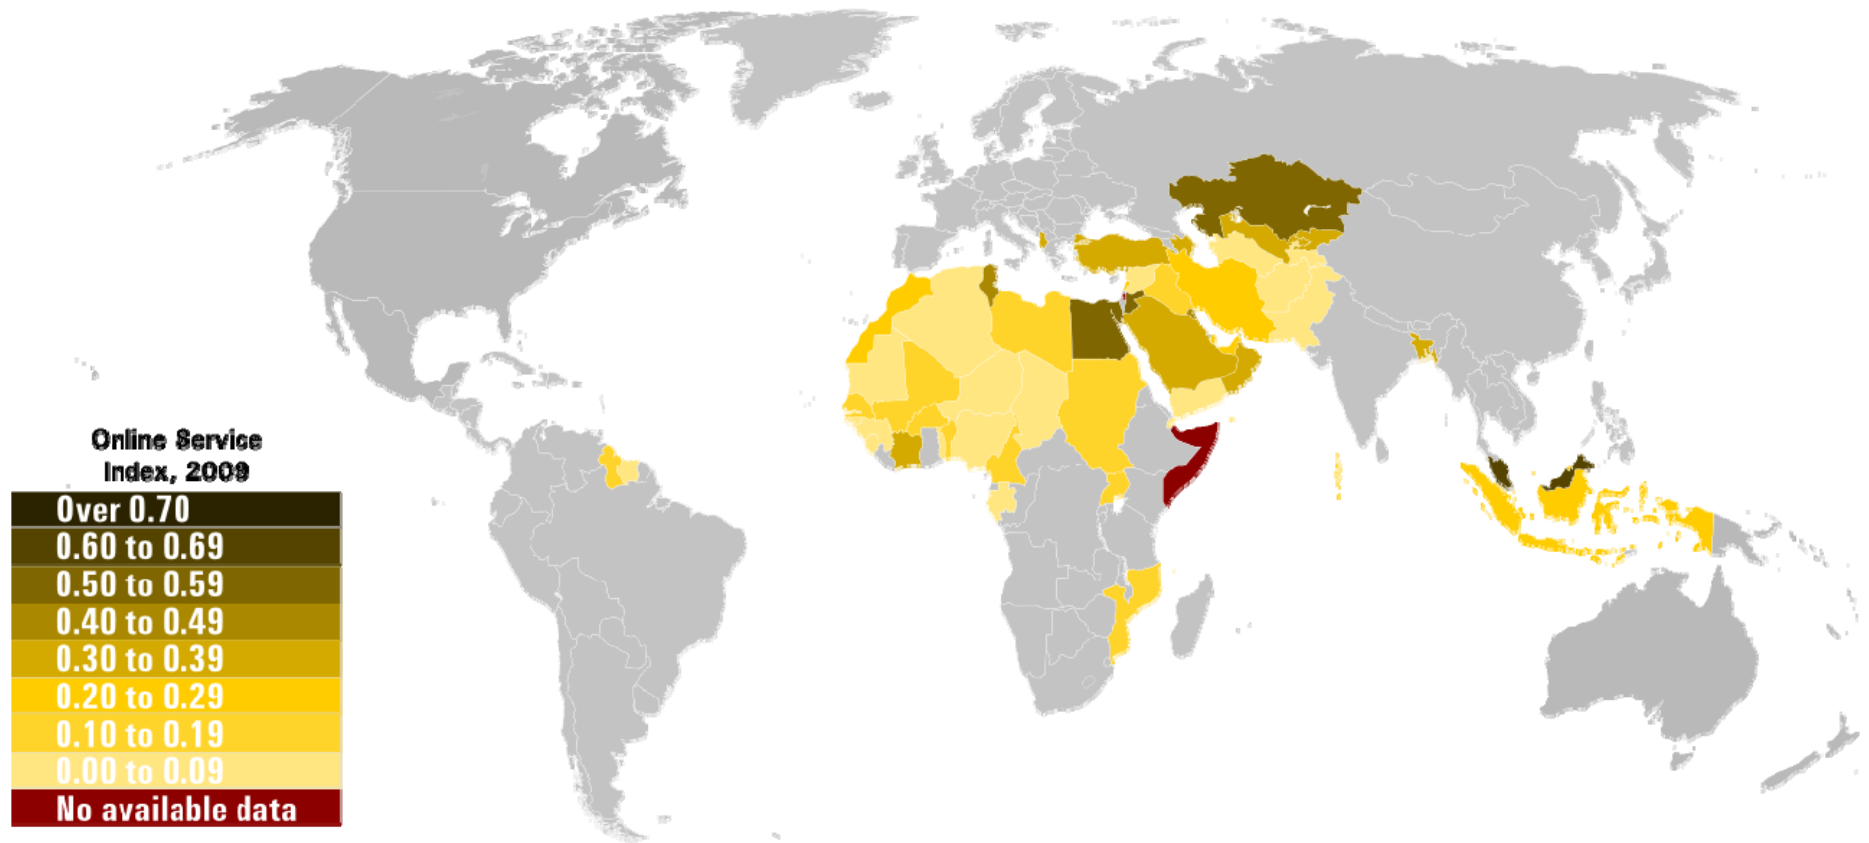 Online Service
Index, 2009
Over 0.70
0.60 to 0.69
0.50 to 0.59
0.40 to 0.49
0.30 to 0.39
0.20 to 0.29
0.10 to 0.19
0.00 to 0.09
No available data